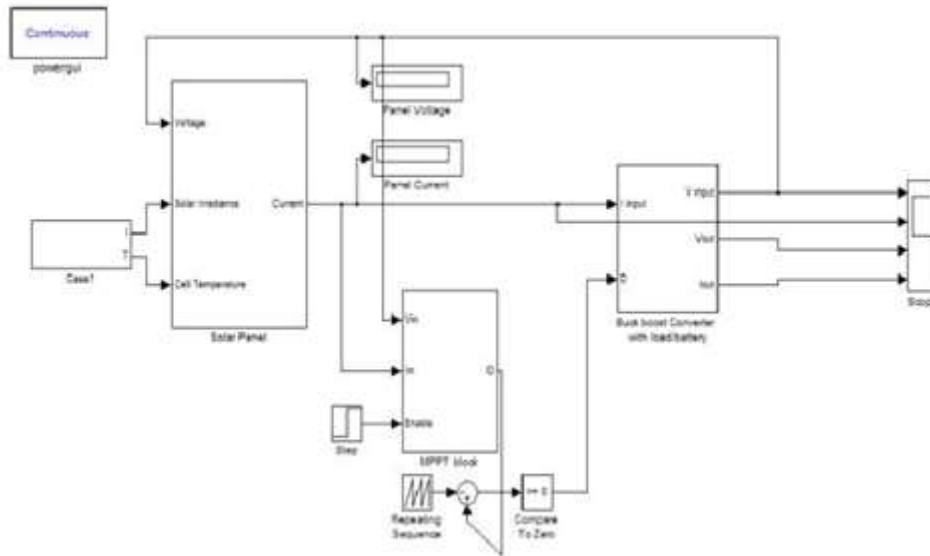 Continuous
powergui
Voltage
Panel Voltage
Panel Current
Solar Irradiance
Current
I input
V input
Vout
Iout
I
T
Case1
Cell Temperature
D
Solar Panel
Buck boost Converter
with load/battery
Scop
Vin
Iin
D
Enable
Step
MPPT block
Repeating
Sequence
Compare
To Zero